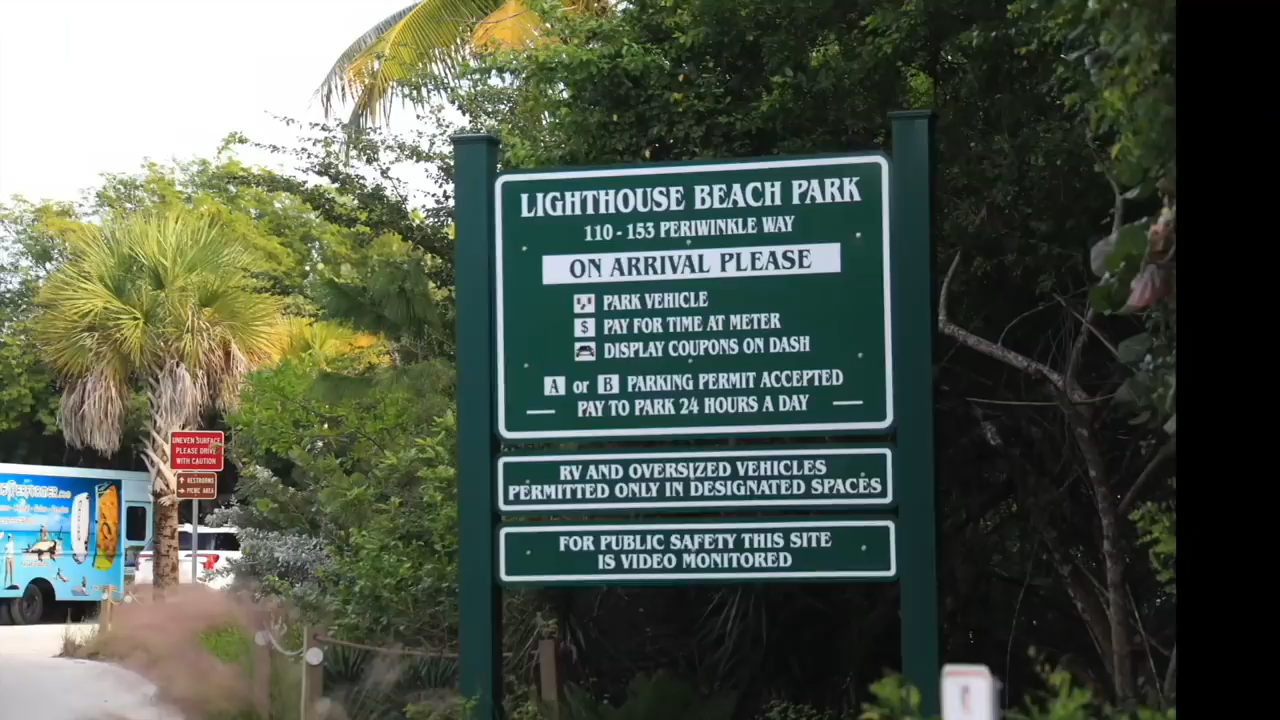 LIGHTHOUSE BEACH PARK
110 - 153 PERIWINKLE WAY
ON ARRIVAL PLEASE
PARK VEHICLE
$ PAY FOR TIME AT METER
DISPLAY COUPONS ON DASH
A or B PARKING PERMIT ACCEPTED
PAY TO PARK 24 HOURS A DAY
RV AND OVERSIZED VEHICLES
PERMITTED ONLY IN DESIGNATED SPACES
FOR PUBLIC SAFETY THIS SITE
IS VIDEO MONITORED
UNEVEN SURFACE
PLEASE DRIVE
WITH CAUTION
RESTROOMS
PICNIC AREA